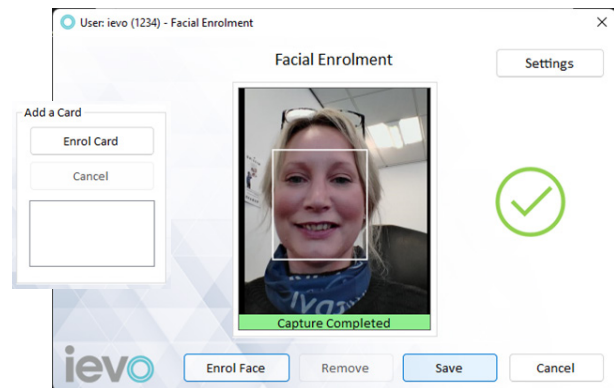 User: ievo (1234) - Facial Enrolment
Facial Enrolment
Settings
Add a Card
Enrol Card
Cancel
Capture Completed
ievo
Enrol Face
Remove
Save
Cancel